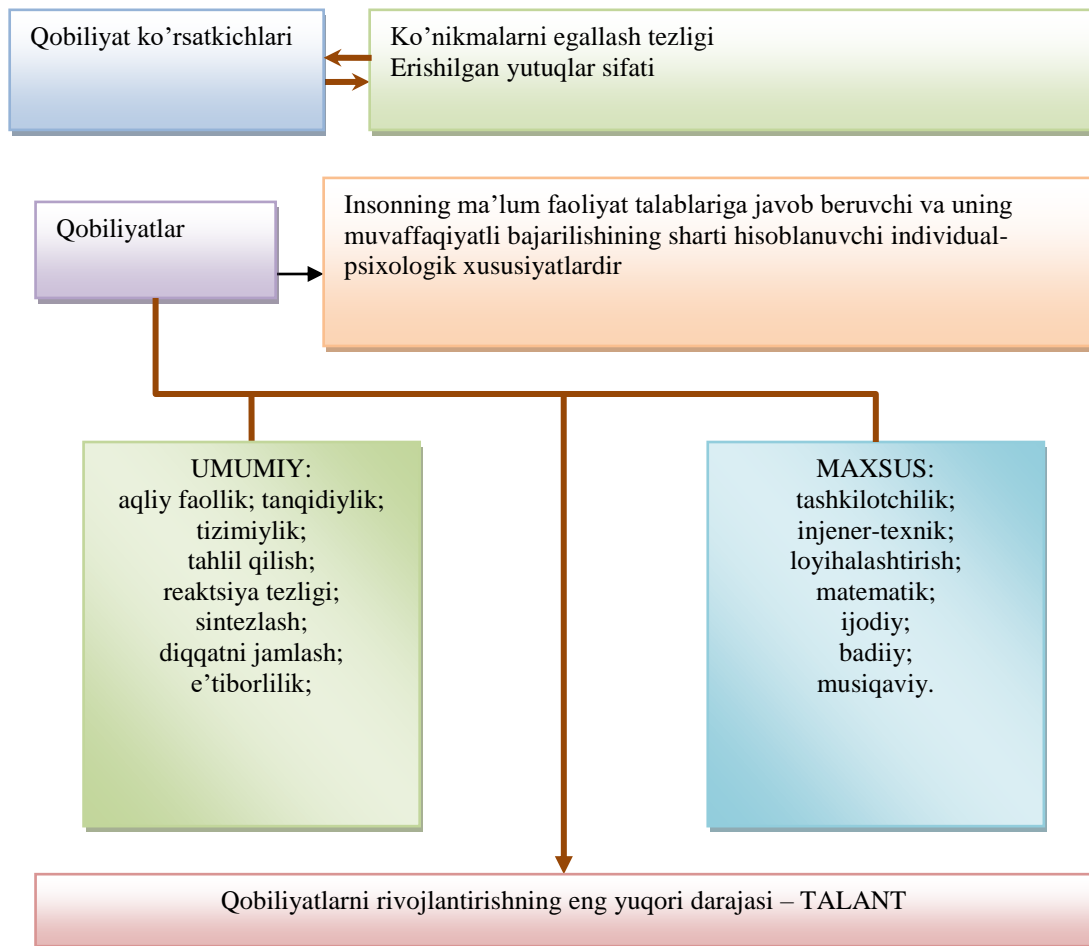 Qobiliyat ko’rsatkichlari
Ko’nikmalarni egallash tezligi
Erishilgan yutuqlar sifati
Qobiliyatlar
Insonning ma’lum faoliyat talablariga javob beruvchi va uning
muvaffaqiyatli bajarilishining sharti hisoblanuvchi individual-
psixologik xususiyatlardir
UMUMIY:
aqliy faollik; tanqidiylik;
tizimiylik;
tahlil qilish;
reaktsiya tezligi;
sintezlash;
diqqatni jamlash;
e’tiborlilik;
MAXSUS:
tashkilotchilik;
injener-texnik;
loyihalashtirish;
matematik;
ijodiy;
badiiy;
musiqaviy.
Qobiliyatlarni rivojlantirishning eng yuqori darajasi – TALANT